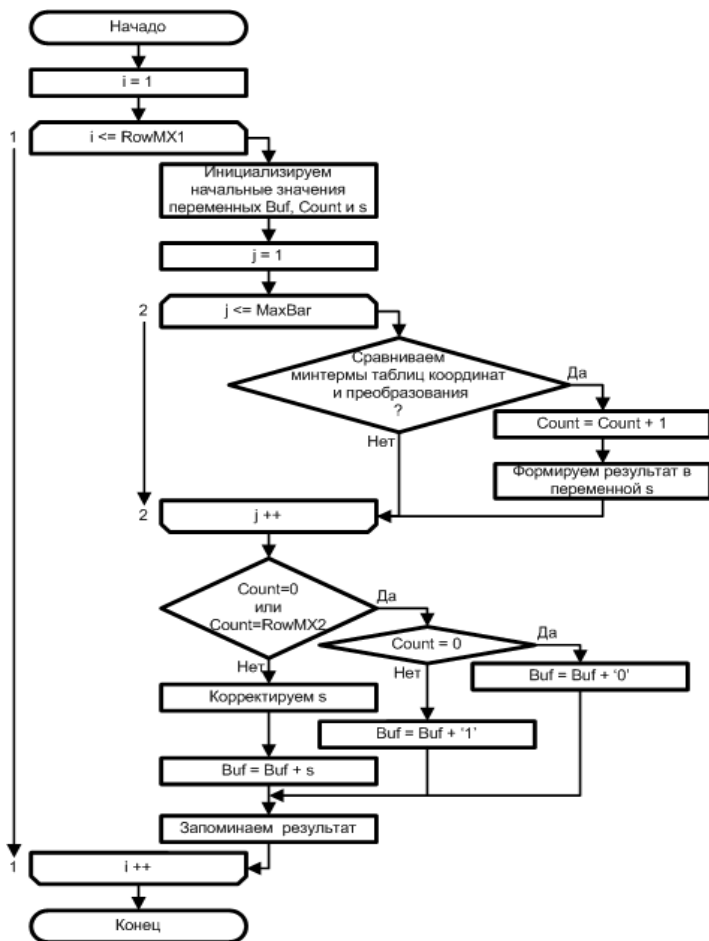 Начадо
i = 1
1
i <= RowMX1
Инициализируем
начальные значения
переменных Buf, Count и s
j = 1
2
j <= MaxBar
Сравниваем
минтермы таблиц координат
и преобразования
?
Да
Нет
Count = Count + 1
Формируем результат в
переменной s
2
j ++
Count=0
или
Count=RowMX2
Да
Нет
Count = 0
Да
Нет
Buf = Buf + ‘0’
Корректируем s
Buf = Buf + ‘1’
Buf = Buf + s
Запоминаем результат
1
i ++
Конец